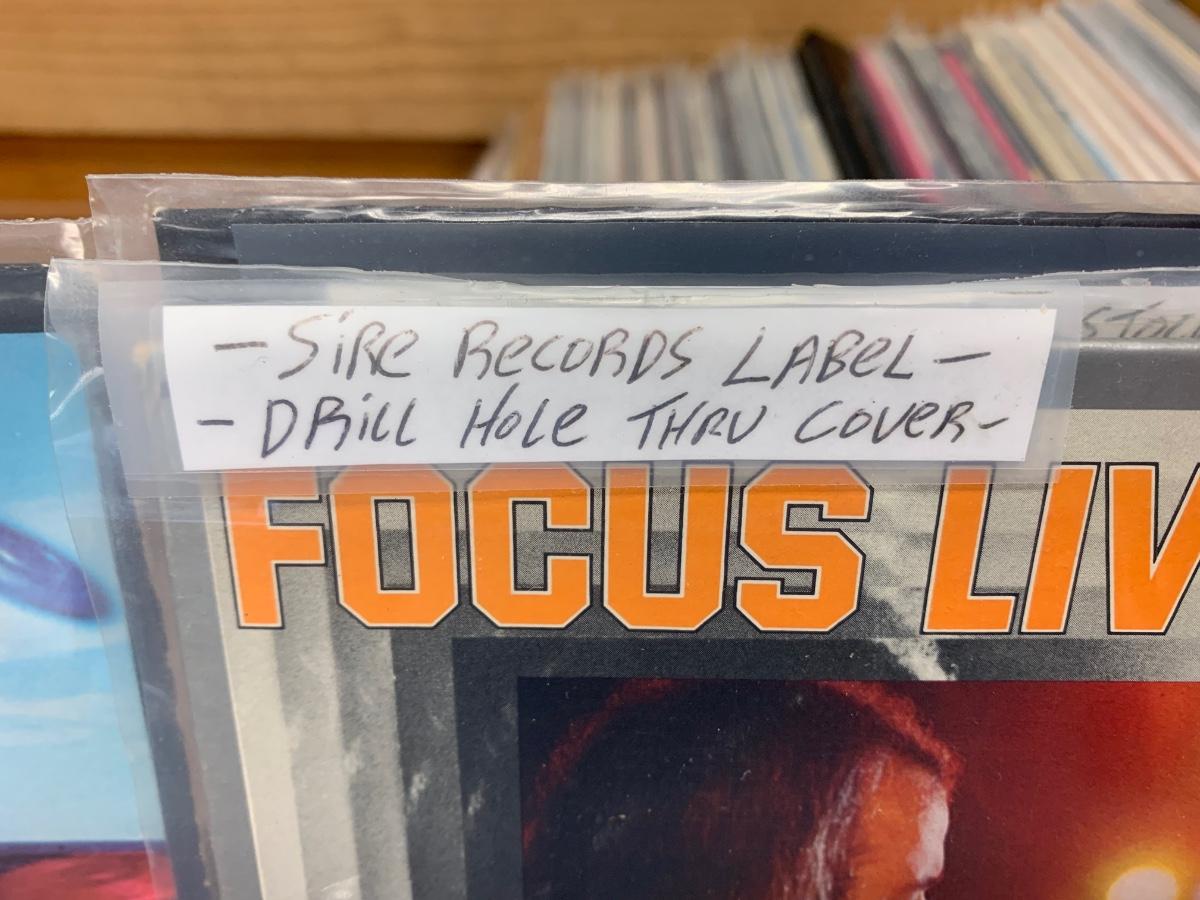 - SiRe RecoRDS LABel -
- DRill Hole THRU CoveR-
FOCUS LIV